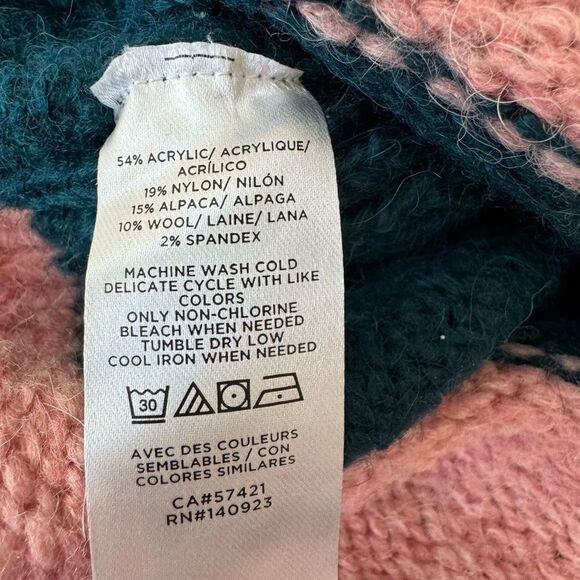 54% ACRYLIC/ ACRYLIQUE/
ACRÍLICO
19% NYLON/ NILÓN
15% ALPACA/ ALPAGA
10% WOOL/ LAINE/ LANA
2% SPANDEX
MACHINE WASH COLD
DELICATE CYCLE WITH LIKE
COLORS
ONLY NON-CHLORINE
BLEACH WHEN NEEDED
TUMBLE DRY LOW
COOL IRON WHEN NEEDED
30
AVEC DES COULEURS
SEMBLABLES / CON
COLORES SIMILARES
CA#57421
RN#140923